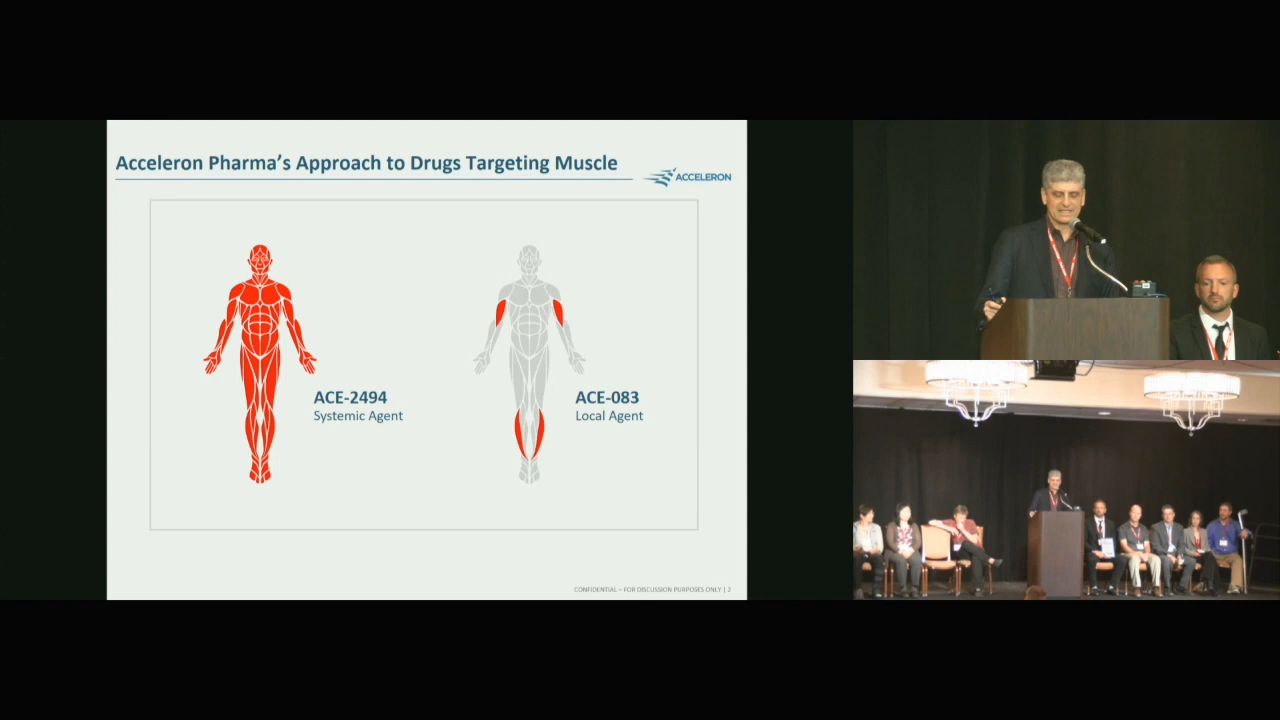 Acceleron Pharma's Approach to Drugs Targeting Muscle
ACCELERON
ACE-2494
Systemic Agent
ACE-083
Local Agent
CONFIDENTIAL – FOR DISCUSSION PURPOSES ONLY | 2